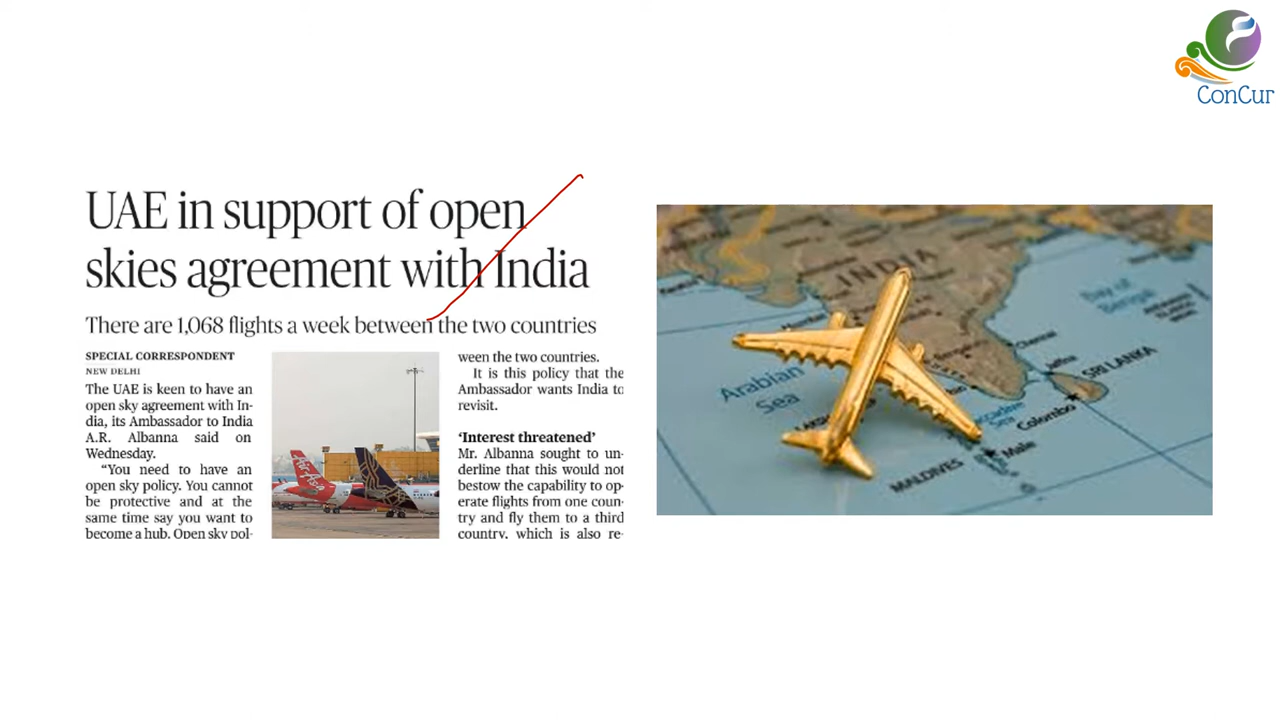 ConCur
UAE in support of open
skies agreement with India
There are 1,068 flights a week between the two countries
SPECIAL CORRESPONDENT
NEW DELHI
The UAE is keen to have an
open sky agreement with In-
dia, its Ambassador to India
A.R. Albanna said on
Wednesday.
“You need to have an
open sky policy. You cannot
be protective and at the
same time say you want to
become a hub. Open sky pol-
AirAsia
ween the two countries.
It is this policy that the
Ambassador wants India to
revisit.
‘Interest threatened’
Mr. Albanna sought to un-
derline that this would not
bestow the capability to op-
erate flights from one coun-
try and fly them to a third
country, which is also re-
INDIA
Bay of
Bengal
Chennai
Jaffna
SRI LANKA
Arabian
Sea
Colombo
Male
MALDIVES